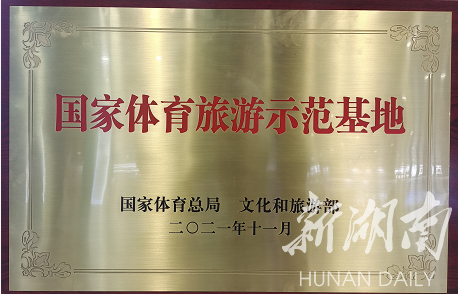 国家体育旅游示范基地
国家体育总局 文化和旅游部
二〇二一年十一月
新湖南
HUNAN DAILY